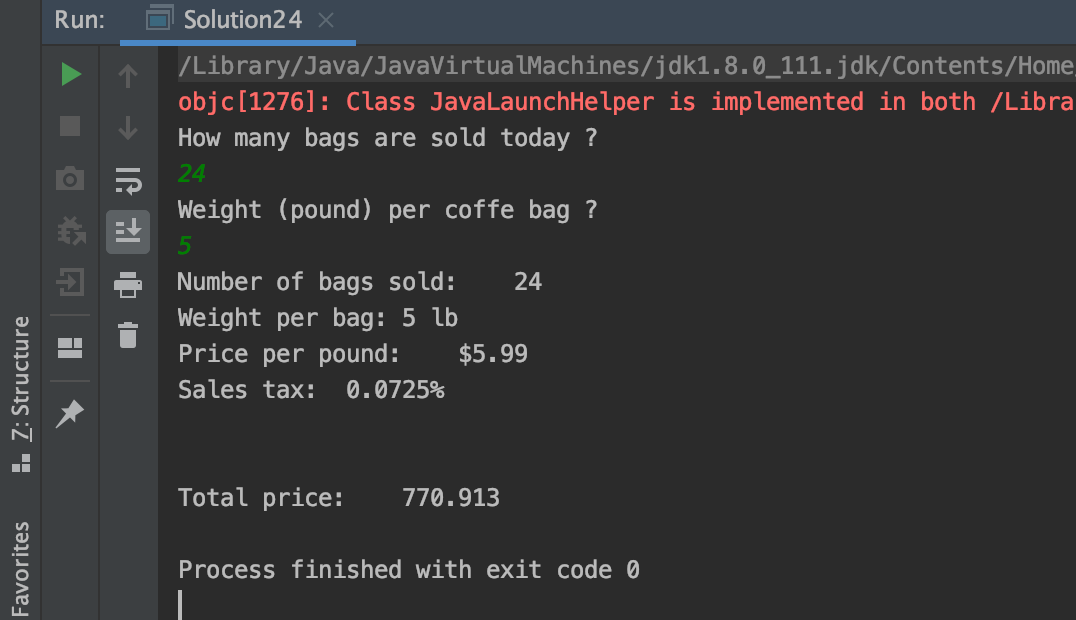 Run: Solution24
/Library/Java/JavaVirtualMachines/jdk1.8.0_111.jdk/Contents/Home/
objc[1276]: Class JavaLaunchHelper is implemented in both /Libra
How many bags are sold today ?
24
Weight (pound) per coffe bag ?
5
Number of bags sold:    24
Weight per bag: 5 lb
Price per pound:    $5.99
Sales tax:  0.0725%
Total price:    770.913
Process finished with exit code 0
7: Structure
Favorites